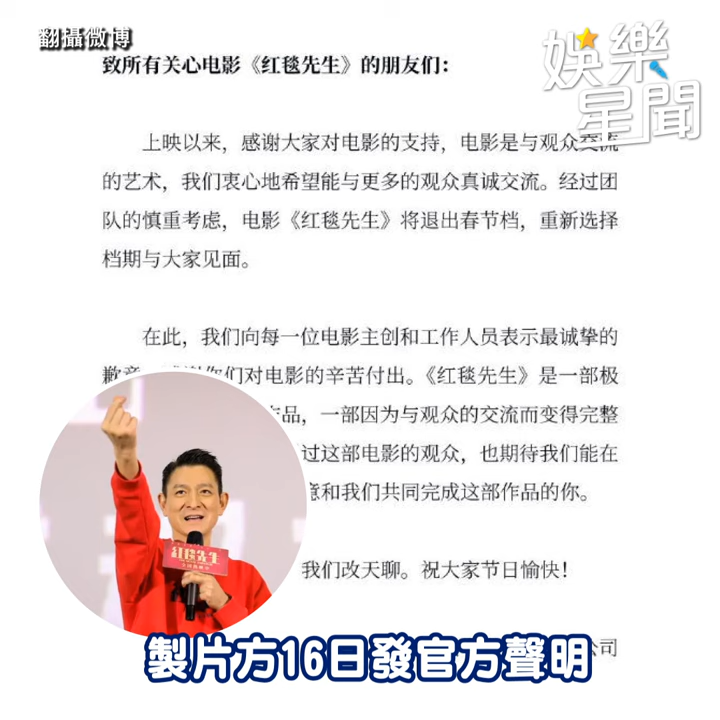 翻攝微博
娛樂
星聞
致所有关心电影《红毯先生》的朋友们：
上映以来，感谢大家对电影的支持，电影是与观众交流
的艺术，我们衷心地希望能与更多的观众真诚交流。经过团
队的慎重考虑，电影《红毯先生》将退出春节档，重新选择
档期与大家见面。
在此，我们向每一位电影主创和工作人员表示最诚挚的
们对电影的辛苦付出。《红毯先生》是一部极
作品，一部因为与观众的交流而变得完整
过这部电影的观众，也期待我们能在
意和我们共同完成这部作品的你。
我们改天聊。祝大家节日愉快！
公司
红毯先生
製片方16日發官方聲明